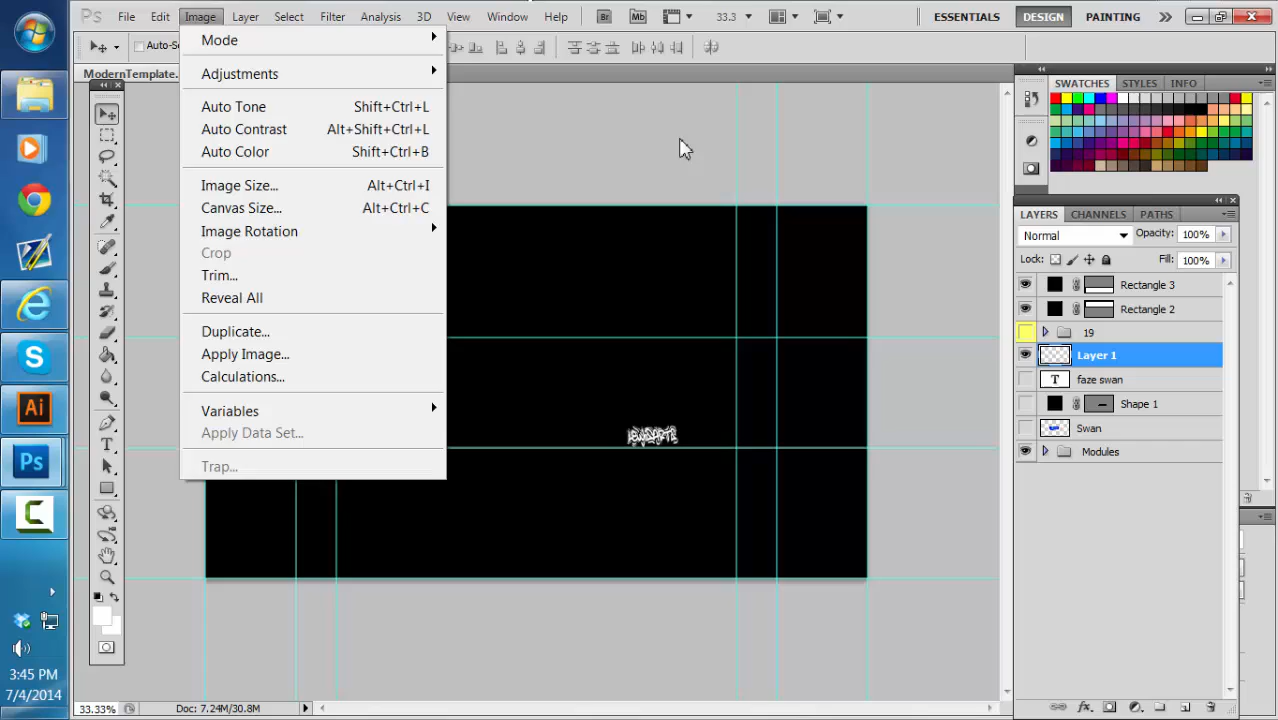 PS File Edit Image Layer Select Filter Analysis 3D View Window Help Br Mb 33.3 ESSENTIALS DESIGN PAINTING
Auto-Se
ModernTemplate.
Mode
Adjustments
Auto Tone Shift+Ctrl+L
Auto Contrast Alt+Shift+Ctrl+L
Auto Color Shift+Ctrl+B
Image Size... Alt+Ctrl+I
Canvas Size... Alt+Ctrl+C
Image Rotation
Crop
Trim...
Reveal All
Duplicate...
Apply Image...
Calculations...
Variables
Apply Data Set...
Trap...
SWATCHES STYLES INFO
LAYERS CHANNELS PATHS
Normal Opacity: 100%
Lock: Fill: 100%
Rectangle 3
Rectangle 2
19
Layer 1
T faze swan
Shape 1
Swan
Modules
Ai
Ps
3:45 PM
7/4/2014
33.33% Doc: 7.24M/30.8M